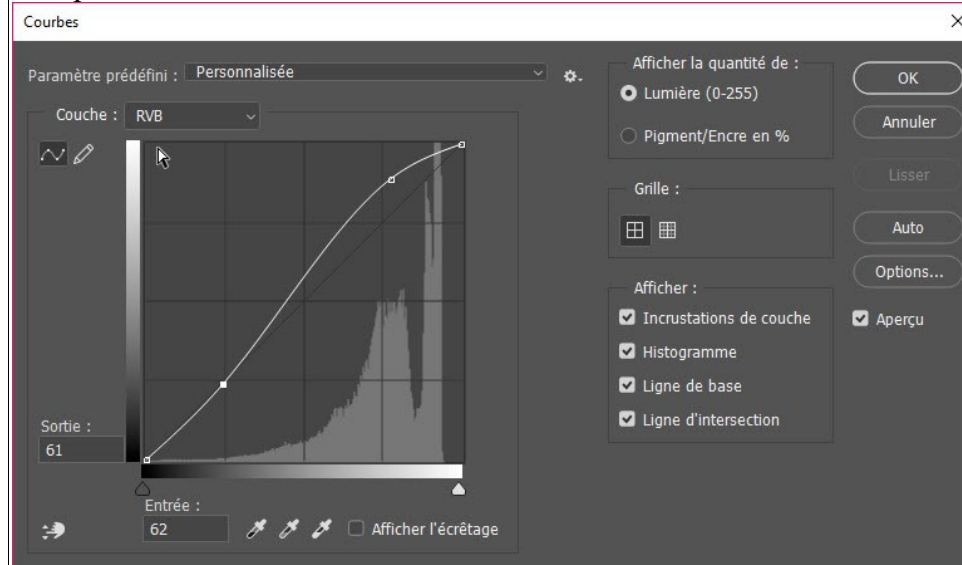 Courbes
Paramètre prédéfini : Personnalisée
Couche : RVB
Sortie :
61
Entrée :
62
Afficher l'écrêtage
Afficher la quantité de :
Lumière (0-255)
Pigment/Encre en %
Grille :
Afficher :
Incrustations de couche
Histogramme
Ligne de base
Ligne d'intersection
OK
Annuler
Lisser
Auto
Options...
Aperçu